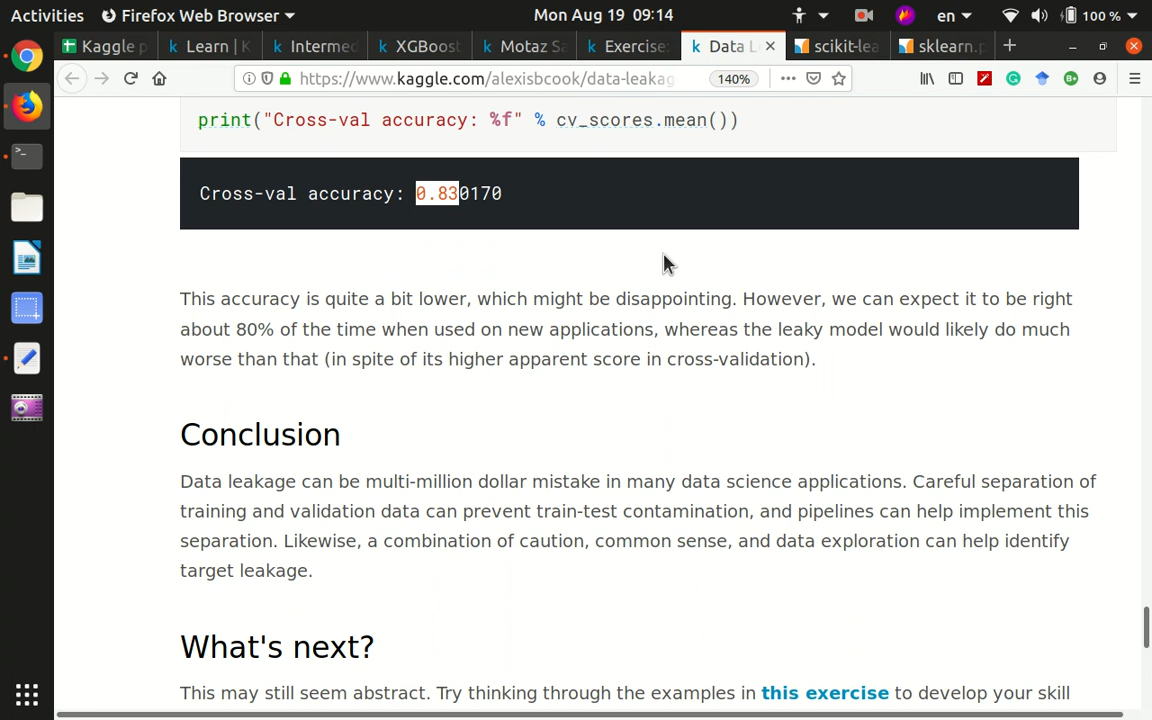 Activities Firefox Web Browser Mon Aug 19 09:14 en 100 %
Kaggle p Learn | K Intermed XGBoost Motaz Sa Exercise: Data L scikit-lea sklearn.p
https://www.kaggle.com/alexisbcook/data-leakag 140%
print("Cross-val accuracy: %f" % cv_scores.mean())
Cross-val accuracy: 0.830170
This accuracy is quite a bit lower, which might be disappointing. However, we can expect it to be right
about 80% of the time when used on new applications, whereas the leaky model would likely do much
worse than that (in spite of its higher apparent score in cross-validation).
Conclusion
Data leakage can be multi-million dollar mistake in many data science applications. Careful separation of
training and validation data can prevent train-test contamination, and pipelines can help implement this
separation. Likewise, a combination of caution, common sense, and data exploration can help identify
target leakage.
What's next?
This may still seem abstract. Try thinking through the examples in this exercise to develop your skill